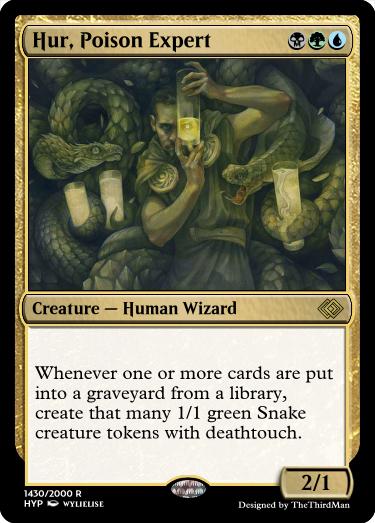 Hur, Poison Expert
Creature — Human Wizard
Whenever one or more cards are put
into a graveyard from a library,
create that many 1/1 green Snake
creature tokens with deathtouch.
2/1
1430/2000 R
HYP WYLIELISE
Designed by TheThirdMan